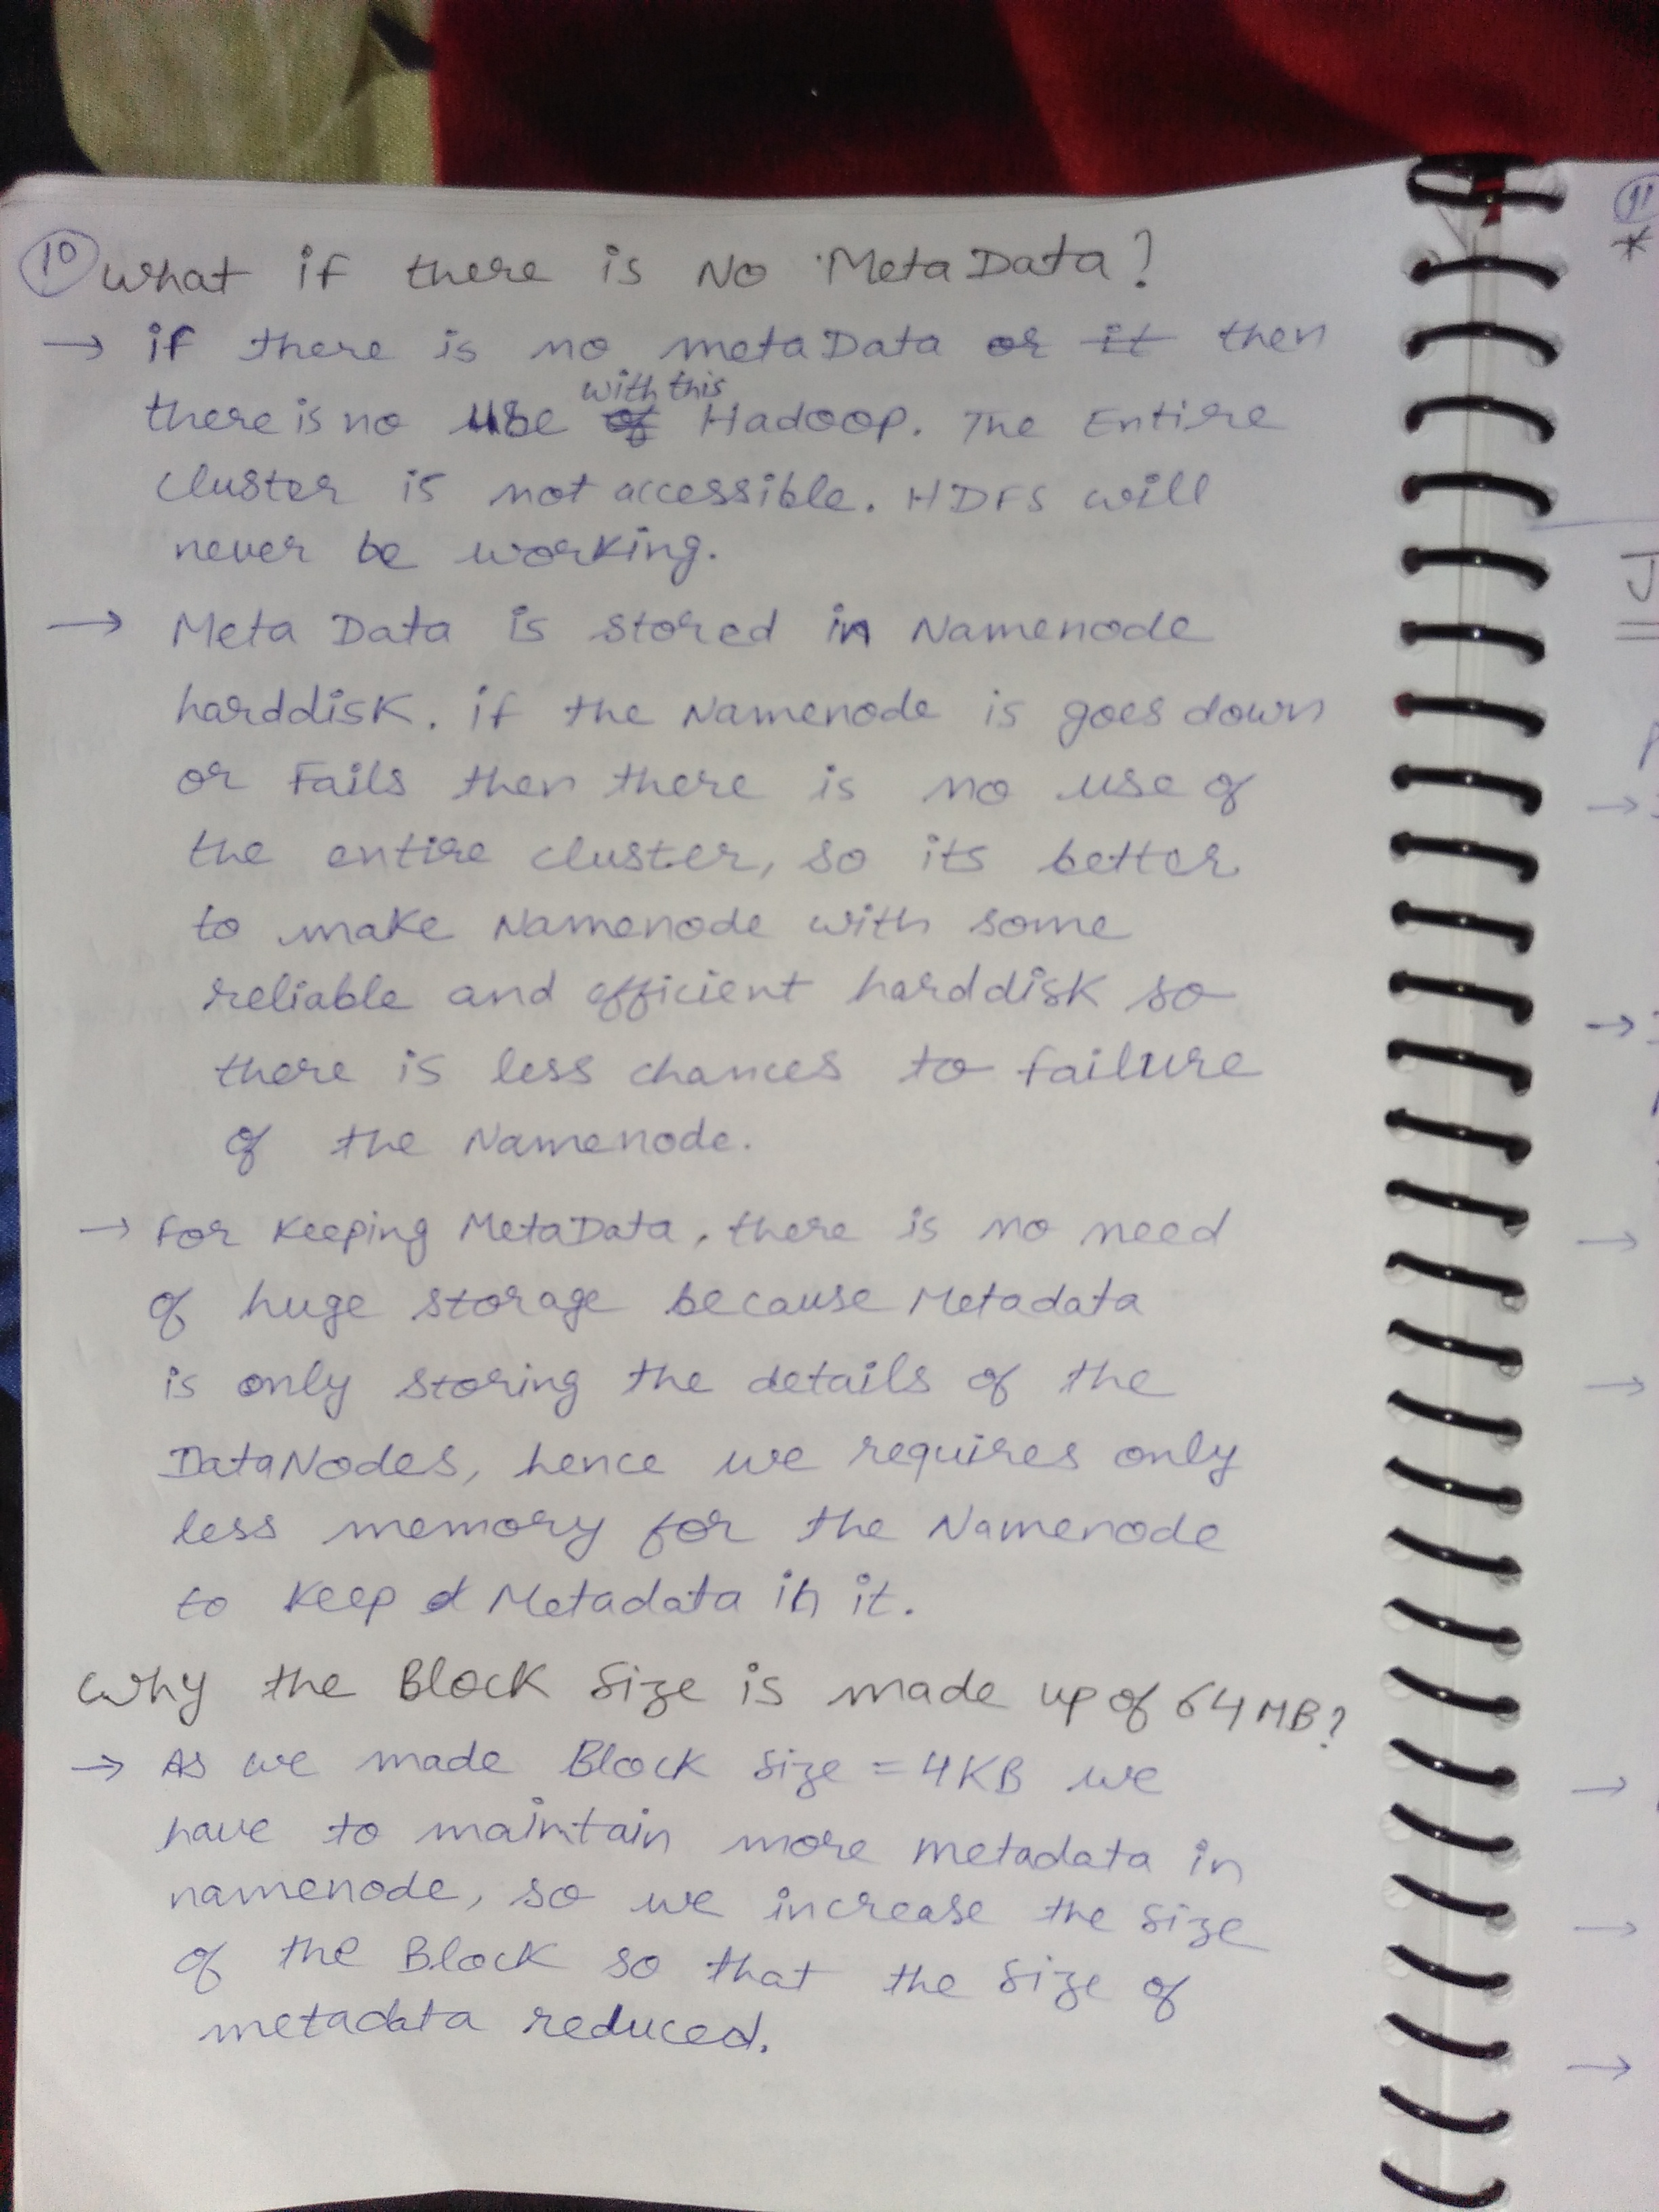 10 What if there is No Meta Data?
→ if there is no meta Data or it then
with this
there is no use of Hadoop. The Entire
cluster is not accessible. HDFS will
never be working.
→ Meta Data is stored in Namenode
harddisk. if the Namenode is goes down
or Fails then there is no use of
the entire cluster, so its better
to make Namenode with some
reliable and efficient harddisk so
there is less chances to failure
of the Namenode.
→ For Keeping MetaData, there is no need
of huge storage because Metadata
is only storing the details of the
DataNodes, hence we requires only
less memory for the Namenode
to Keep Metadata in it.
Why the Block Size is made up of 64 MB?
→ As we made Block Size = 4KB we
have to maintain more metadata in
namenode, so we increase the size
of the Block so that the size of
metadata reduced.
11
*
J
→
→
→
→
→
→
→